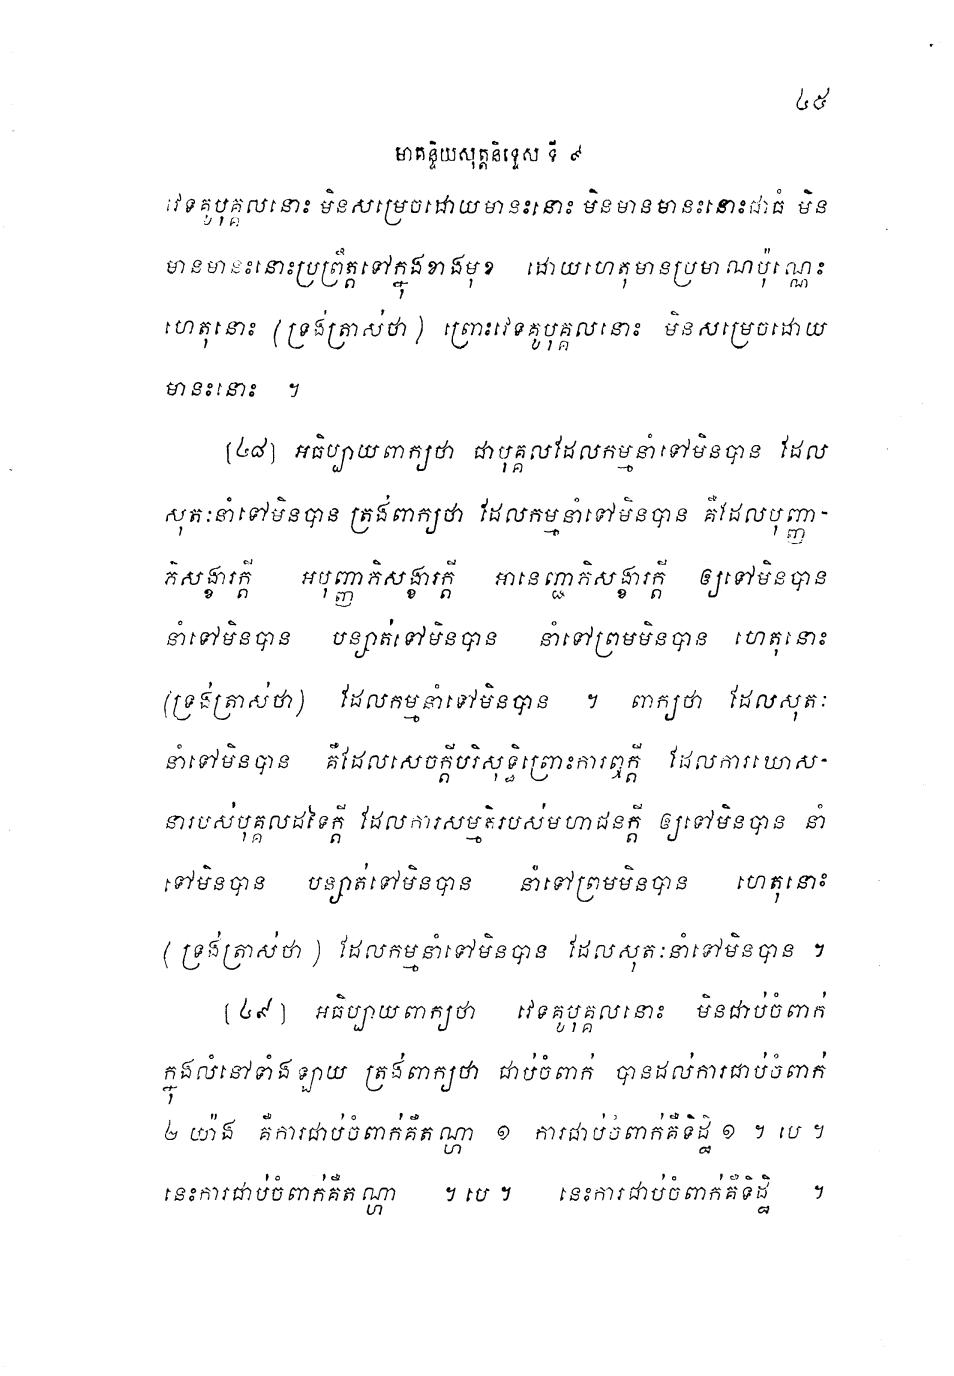 ៤៥
មាគន្ទិយសុត្តនិទ្ទេស ទី ៩
វេទគូបុគ្គលនោះ មិនសម្រេចដោយមានះនោះ មិនមានមានះនោះជាធំ មិន
មានមានះនោះប្រព្រឹត្តទៅក្នុងខាងមុខ ដោយហេតុមានប្រមាណប៉ុណ្ណេះ
ហេតុនោះ (ទ្រង់ត្រាស់ថា) ព្រោះវេទគូបុគ្គលនោះ មិនសម្រេចដោយ
មានះនោះ ។
[៤៨] អធិប្បាយពាក្យថា ជាបុគ្គលដែលកម្មនាំទៅមិនបាន ដែល
សុតៈនាំទៅមិនបាន ត្រង់ពាក្យថា ដែលកម្មនាំទៅមិនបាន គឺដែលបុញ្ញា-
ភិសង្ខារក្តី អបុញ្ញាភិសង្ខារក្តី អានេញ្ជាភិសង្ខារក្តី ឲ្យទៅមិនបាន
នាំទៅមិនបាន បន្សាត់ទៅមិនបាន នាំទៅព្រមមិនបាន ហេតុនោះ
(ទ្រង់ត្រាស់ថា) ដែលកម្មនាំទៅមិនបាន ។ ពាក្យថា ដែលសុតៈ
នាំទៅមិនបាន គឺដែលសេចក្តីបរិសុទ្ធិព្រោះការឮក្តី ដែលការឃោស-
នារបស់បុគ្គលដទៃក្តី ដែលការសម្មតិរបស់មហាជនក្តី ឲ្យទៅមិនបាន នាំ
ទៅមិនបាន បន្សាត់ទៅមិនបាន នាំទៅព្រមមិនបាន ហេតុនោះ
(ទ្រង់ត្រាស់ថា) ដែលកម្មនាំទៅមិនបាន ដែលសុតៈនាំទៅមិនបាន ។
[៤៩] អធិប្បាយពាក្យថា វេទគូបុគ្គលនោះ មិនជាប់ចំពាក់
ក្នុងលំនៅទាំងឡាយ ត្រង់ពាក្យថា ជាប់ចំពាក់ បានដល់ការជាប់ចំពាក់
២ យ៉ាង គឺការជាប់ចំពាក់គឺតណ្ហា ១ ការជាប់ចំពាក់គឺទិដ្ឋិ ១ ។ បេ ។
នេះការជាប់ចំពាក់គឺតណ្ហា ។ បេ ។ នេះការជាប់ចំពាក់គឺទិដ្ឋិ ។